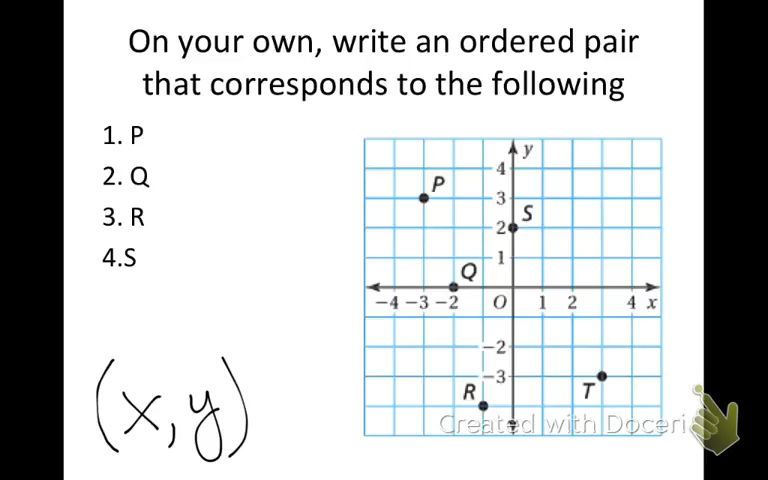 On your own, write an ordered pair
that corresponds to the following
1. P
2. Q
3. R
4.S
(x, y)
y
4
P
3
S
2
1
Q
−4 −3 −2 O 1 2 4 x
−2
−3
R
T
Created with Doceri